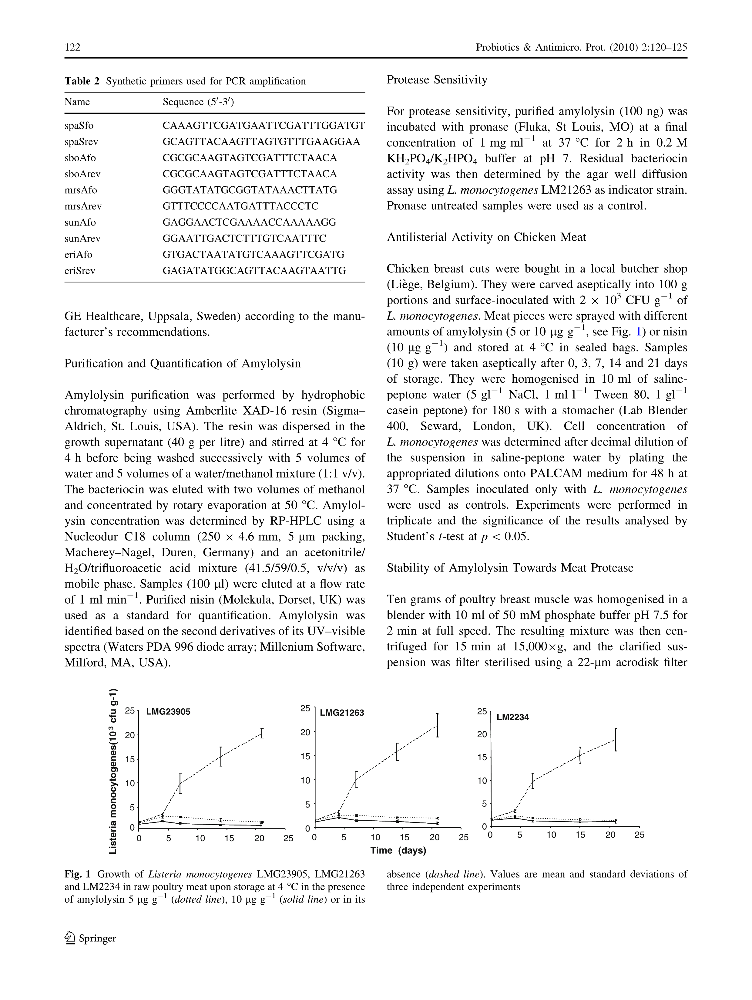 122
Probiotics & Antimicro. Prot. (2010) 2:120–125
Table 2 Synthetic primers used for PCR amplification
Name Sequence (5′-3′)
spaSfo CAAAGTTCGATGAATTCGATTTGGATGT
spaSrev GCAGTTACAAGTTAGTGTTTGAAGGAA
sboAfo CGCGCAAGTAGTCGATTTCTAACA
sboArev CGCGCAAGTAGTCGATTTCTAACA
mrsAfo GGGTATATGCGGTATAAACTTATG
mrsArev GTTTCCCCAATGATTTACCCTC
sunAfo GAGGAACTCGAAAACCAAAAAGG
sunArev GGAATTGACTCTTTGTCAATTTC
eriAfo GTGACTAATATGTCAAAGTTCGATG
eriSrev GAGATATGGCAGTTACAAGTAATTG
GE Healthcare, Uppsala, Sweden) according to the manu-
facturer's recommendations.
Purification and Quantification of Amylolysin
Amylolysin purification was performed by hydrophobic
chromatography using Amberlite XAD-16 resin (Sigma–
Aldrich, St. Louis, USA). The resin was dispersed in the
growth supernatant (40 g per litre) and stirred at 4 °C for
4 h before being washed successively with 5 volumes of
water and 5 volumes of a water/methanol mixture (1:1 v/v).
The bacteriocin was eluted with two volumes of methanol
and concentrated by rotary evaporation at 50 °C. Amylol-
ysin concentration was determined by RP-HPLC using a
Nucleodur C18 column (250 × 4.6 mm, 5 μm packing,
Macherey–Nagel, Duren, Germany) and an acetonitrile/
H₂O/trifluoroacetic acid mixture (41.5/59/0.5, v/v/v) as
mobile phase. Samples (100 μl) were eluted at a flow rate
of 1 ml min⁻¹. Purified nisin (Molekula, Dorset, UK) was
used as a standard for quantification. Amylolysin was
identified based on the second derivatives of its UV–visible
spectra (Waters PDA 996 diode array; Millenium Software,
Milford, MA, USA).
Protease Sensitivity
For protease sensitivity, purified amylolysin (100 ng) was
incubated with pronase (Fluka, St Louis, MO) at a final
concentration of 1 mg ml⁻¹ at 37 °C for 2 h in 0.2 M
KH₂PO₄/K₂HPO₄ buffer at pH 7. Residual bacteriocin
activity was then determined by the agar well diffusion
assay using L. monocytogenes LM21263 as indicator strain.
Pronase untreated samples were used as a control.
Antilisterial Activity on Chicken Meat
Chicken breast cuts were bought in a local butcher shop
(Liège, Belgium). They were carved aseptically into 100 g
portions and surface-inoculated with 2 × 10³ CFU g⁻¹ of
L. monocytogenes. Meat pieces were sprayed with different
amounts of amylolysin (5 or 10 μg g⁻¹, see Fig. 1) or nisin
(10 μg g⁻¹) and stored at 4 °C in sealed bags. Samples
(10 g) were taken aseptically after 0, 3, 7, 14 and 21 days
of storage. They were homogenised in 10 ml of saline-
peptone water (5 gl⁻¹ NaCl, 1 ml l⁻¹ Tween 80, 1 gl⁻¹
casein peptone) for 180 s with a stomacher (Lab Blender
400, Seward, London, UK). Cell concentration of
L. monocytogenes was determined after decimal dilution of
the suspension in saline-peptone water by plating the
appropriated dilutions onto PALCAM medium for 48 h at
37 °C. Samples inoculated only with L. monocytogenes
were used as controls. Experiments were performed in
triplicate and the significance of the results analysed by
Student's t-test at p < 0.05.
Stability of Amylolysin Towards Meat Protease
Ten grams of poultry breast muscle was homogenised in a
blender with 10 ml of 50 mM phosphate buffer pH 7.5 for
2 min at full speed. The resulting mixture was then cen-
trifuged for 15 min at 15,000×g, and the clarified sus-
pension was filter sterilised using a 22-μm acrodisk filter
Listeria monocytogenes(10³ cfu g-1)
LMG23905
25
20
15
10
5
0
0 5 10 15 20 25
LMG21263
25
20
15
10
5
0
0 5 10 15 20 25
LM2234
25
20
15
10
5
0
0 5 10 15 20 25
Time (days)
Fig. 1 Growth of Listeria monocytogenes LMG23905, LMG21263
and LM2234 in raw poultry meat upon storage at 4 °C in the presence
of amylolysin 5 μg g⁻¹ (dotted line), 10 μg g⁻¹ (solid line) or in its
absence (dashed line). Values are mean and standard deviations of
three independent experiments
Springer